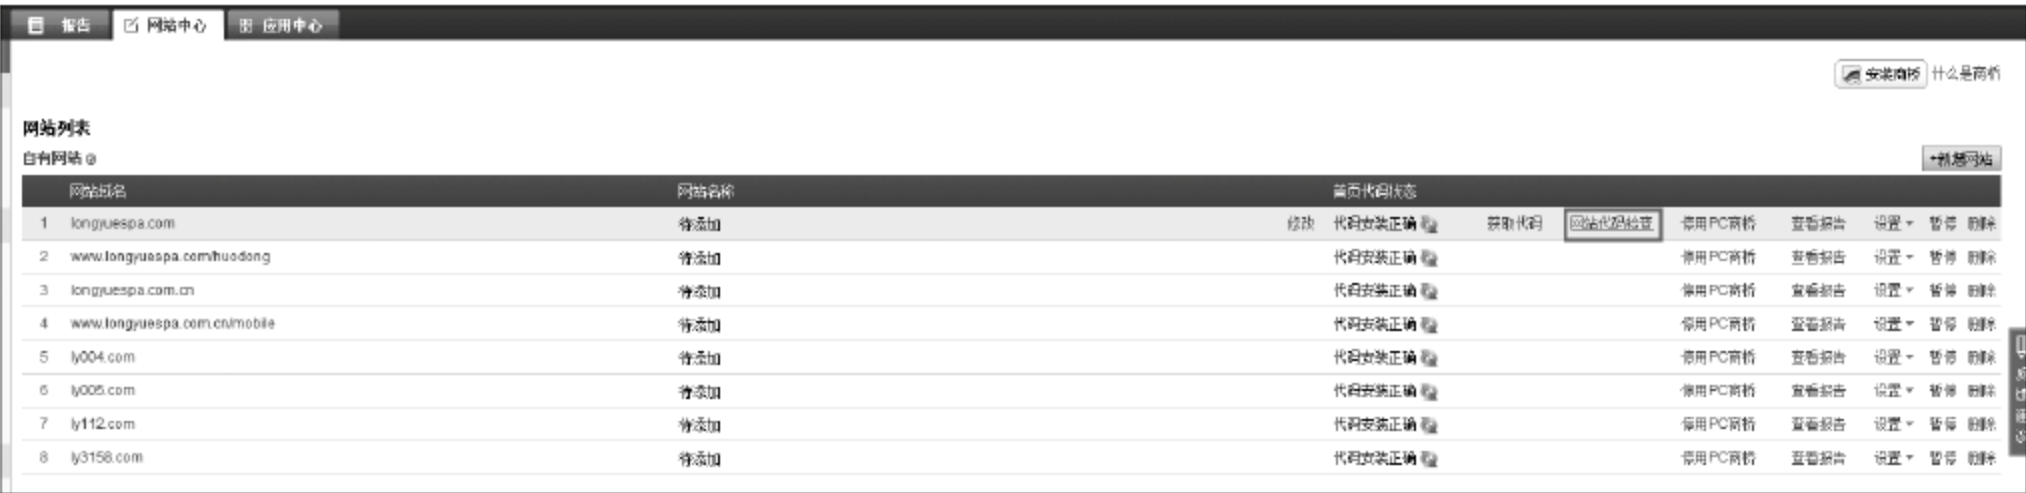 报告 网站中心 应用中心
安装商桥 什么是商桥
网站列表
自有网站
+新增网站
网站域名 网站名称 首页代码状态
1 longyuespa.com 待添加 修改 代码安装正确 获取代码 网站代码检查 停用PC商桥 查看报告 设置 暂停 删除
2 www.longyuespa.com/huodong 待添加 代码安装正确 停用PC商桥 查看报告 设置 暂停 删除
3 longyuespa.com.cn 待添加 代码安装正确 停用PC商桥 查看报告 设置 暂停 删除
4 www.longyuespa.com.cn/mobile 待添加 代码安装正确 停用PC商桥 查看报告 设置 暂停 删除
5 ly004.com 待添加 代码安装正确 停用PC商桥 查看报告 设置 暂停 删除
6 ly005.com 待添加 代码安装正确 停用PC商桥 查看报告 设置 暂停 删除
7 ly112.com 待添加 代码安装正确 停用PC商桥 查看报告 设置 暂停 删除
8 ly3158.com 待添加 代码安装正确 停用PC商桥 查看报告 设置 暂停 删除